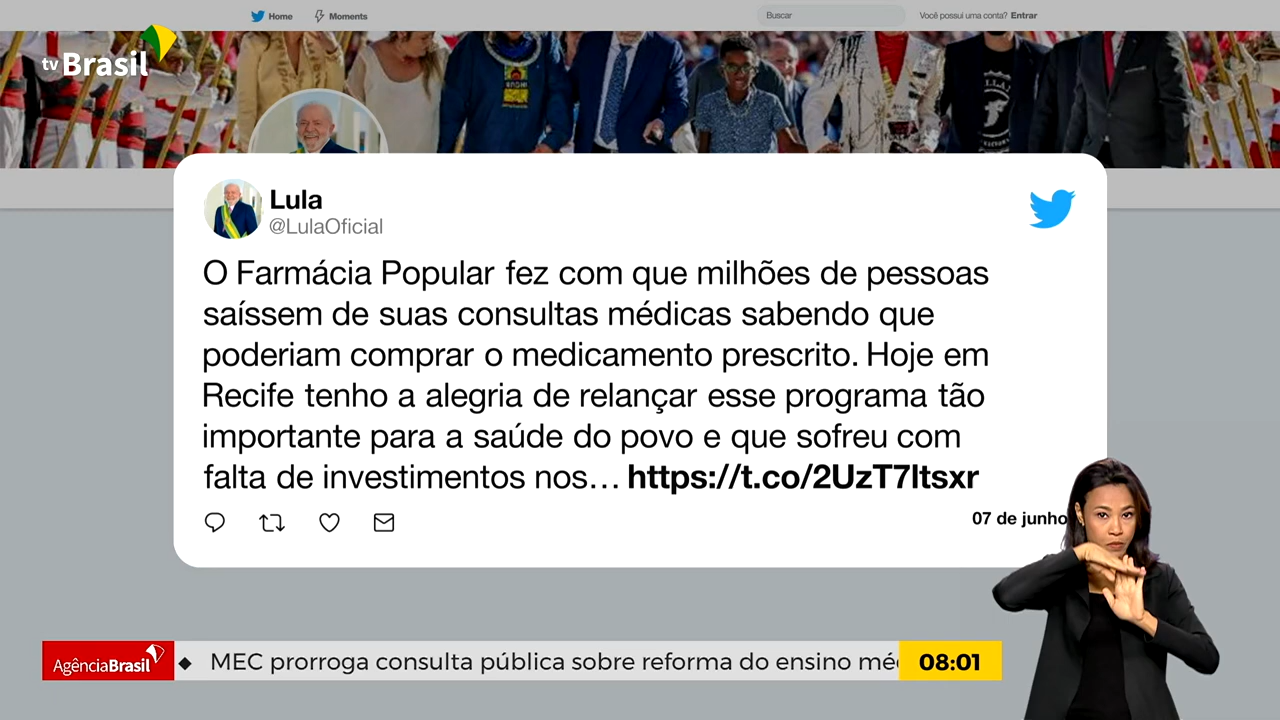 Home
Moments
Buscar
Você possui uma conta? Entrar
tv Brasil
Lula
@LulaOficial
O Farmácia Popular fez com que milhões de pessoas
saíssem de suas consultas médicas sabendo que
poderiam comprar o medicamento prescrito. Hoje em
Recife tenho a alegria de relançar esse programa tão
importante para a saúde do povo e que sofreu com
falta de investimentos nos… https://t.co/2UzT7ltsxr
07 de junho
AgênciaBrasil
MEC prorroga consulta pública sobre reforma do ensino
08:01